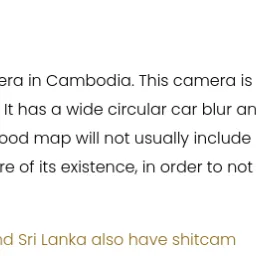 era in Cambodia. This camera is
It has a wide circular car blur an
ood map will not usually include
re of its existence, in order to not
nd Sri Lanka also have shitcam